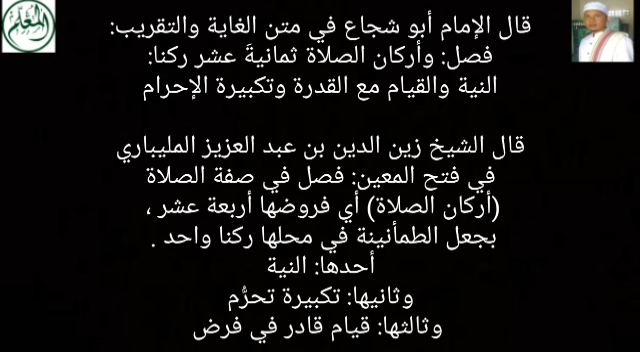 المعلم
قال الإمام أبو شجاع في متن الغاية والتقريب:
فصل: وأركان الصلاة ثمانيةَ عشر ركنا:
النية والقيام مع القدرة وتكبيرة الإحرام
قال الشيخ زين الدين بن عبد العزيز المليباري
في فتح المعين: فصل في صفة الصلاة
(أركان الصلاة) أي فروضها أربعة عشر ،
بجعل الطمأنينة في محلها ركنا واحد .
أحدها: النية
وثانيها: تكبيرة تحرُّم
وثالثها: قيام قادر في فرض